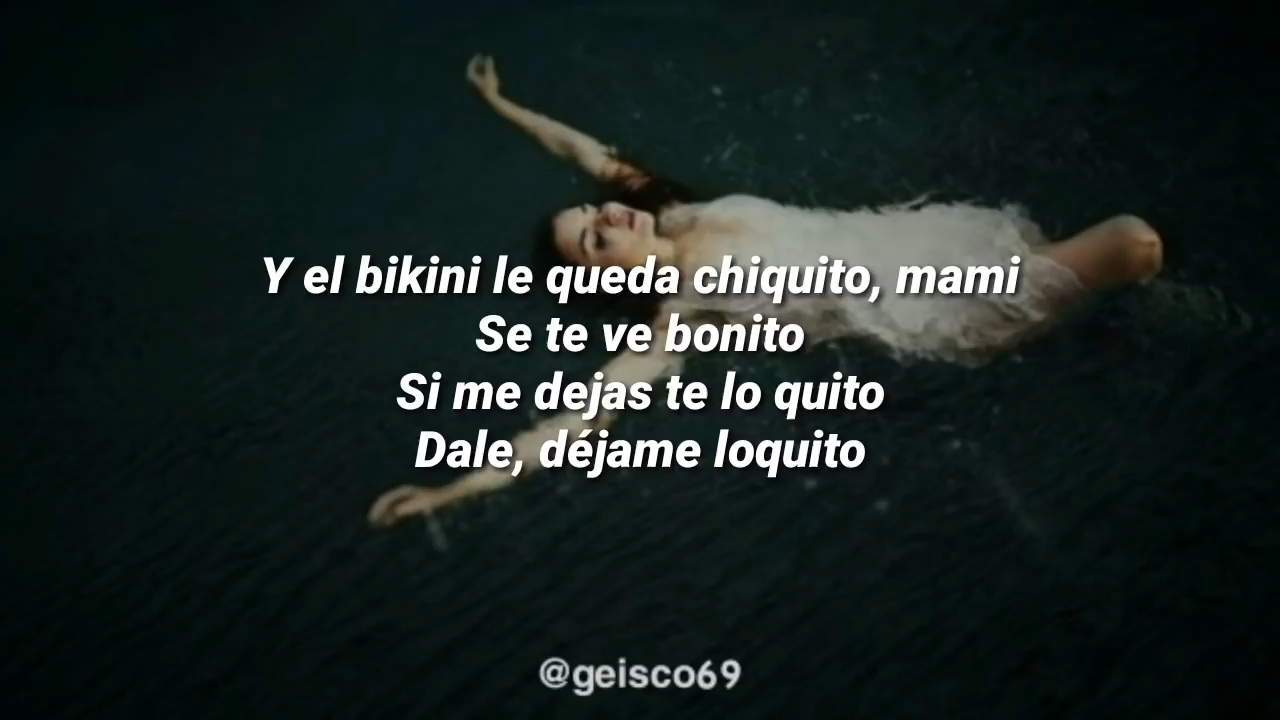 Y el bikini le queda chiquito, mami
Se te ve bonito
Si me dejas te lo quito
Dale, déjame loquito
@geisco69